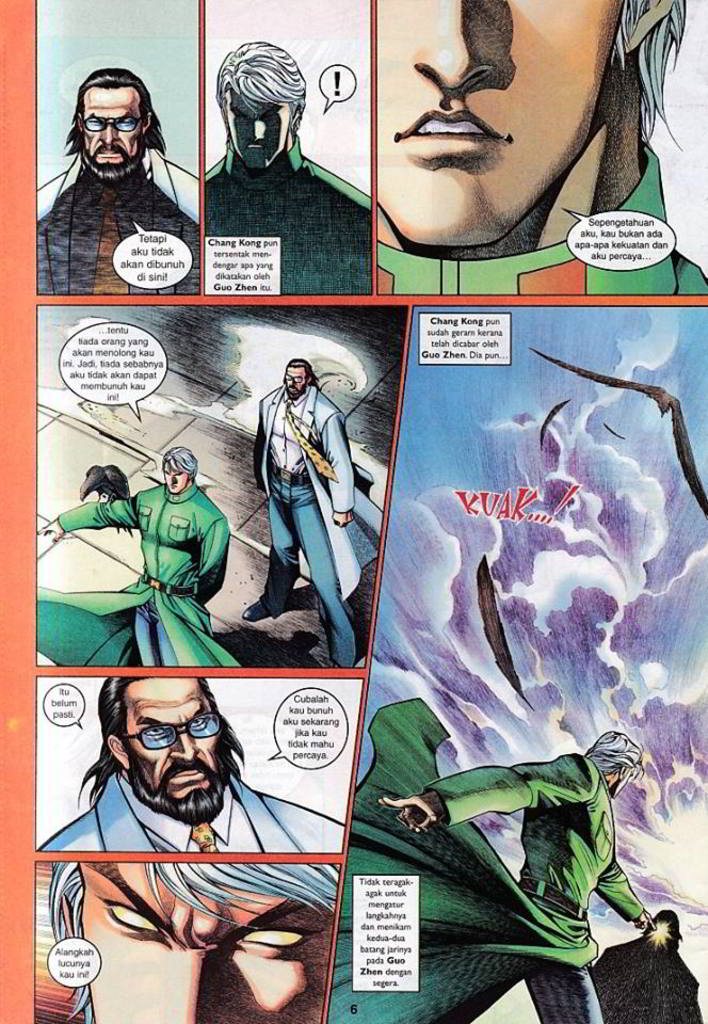 Tetapi
aku tidak
akan dibunuh
di sini!
!
Chang Kong pun
tersentak men-
dengar apa yang
dikatakan oleh
Guo Zhen itu.
Sepengetahuan
aku, kau bukan ada
apa-apa kekuatan dan
aku percaya...
...tentu
tiada orang yang
akan menolong kau
ini. Jadi, tiada sebabnya
aku tidak akan dapat
membunuh kau
ini!
Chang Kong pun
sudah geram kerana
telah dicabar oleh
Guo Zhen. Dia pun...
KUAK....!
Itu
belum
pasti.
Cubalah
kau bunuh
aku sekarang
jika kau
tidak mahu
percaya.
Alangkah
lucunya
kau ini!
Tidak teragak-
agak untuk
mengatur
langkahnya
dan menikam
kedua-dua
batang jarinya
pada Guo
Zhen dengan
segera.
6